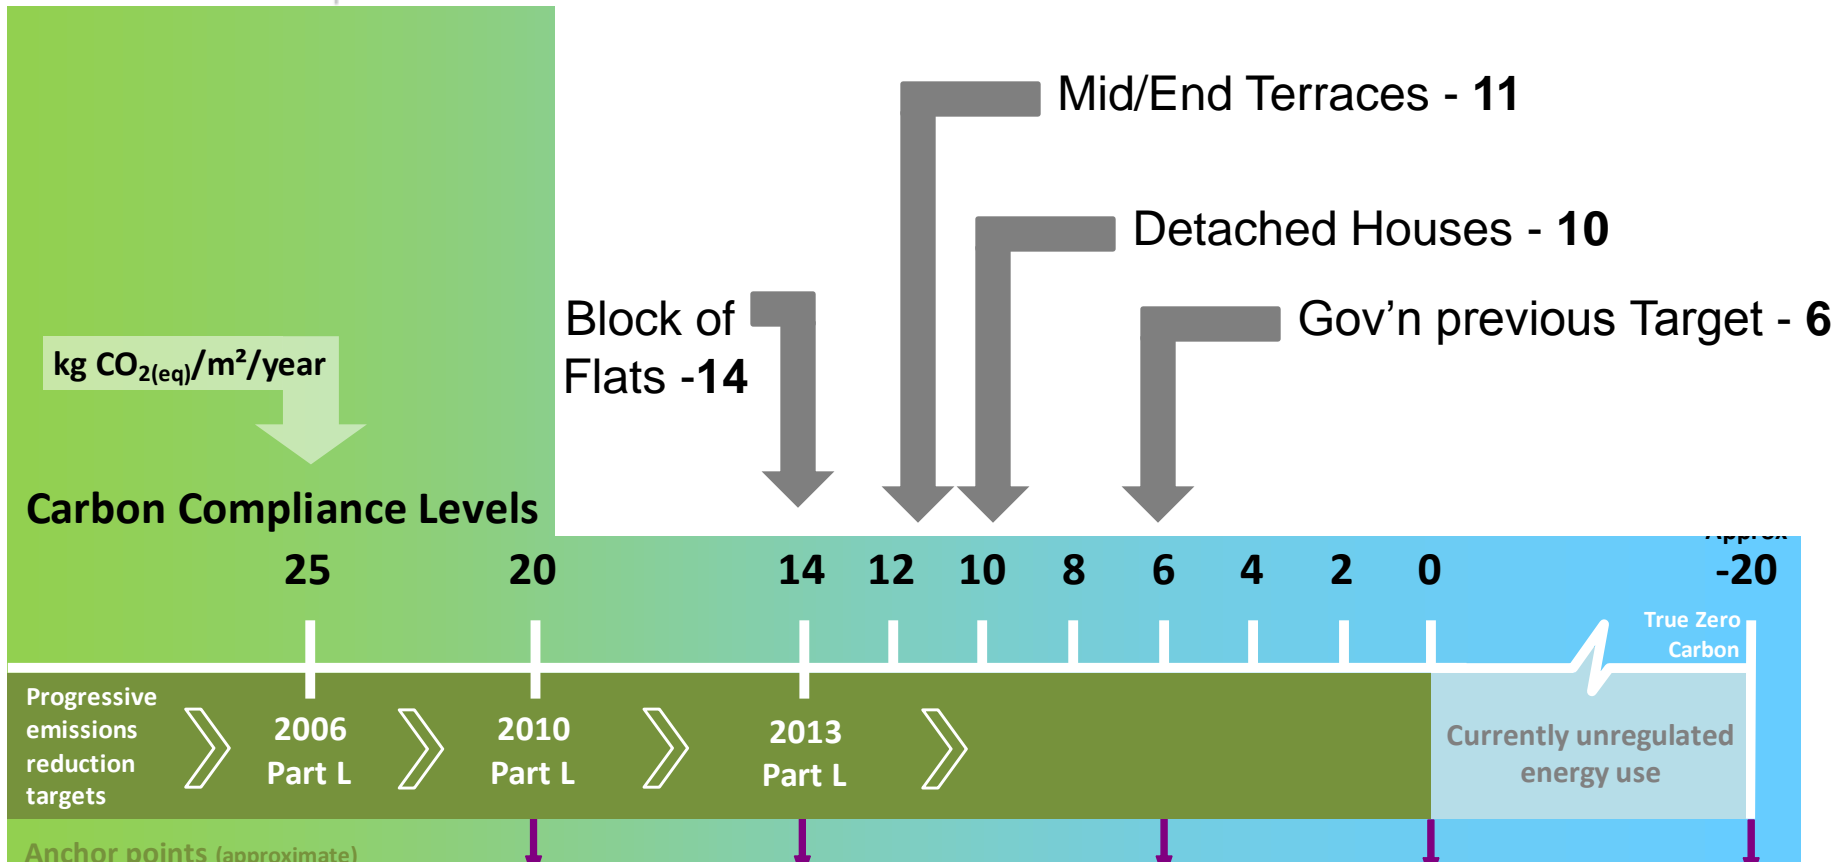 Mid/End Terraces - 11
Detached Houses - 10
Block of
Flats -14
Gov'n previous Target - 6
kg CO₂(eq)/m²/year
Carbon Compliance Levels
Approx
25 20 14 12 10 8 6 4 2 0 -20
True Zero
Carbon
Progressive
emissions
reduction
targets
2006
Part L
2010
Part L
2013
Part L
Currently unregulated
energy use
Anchor points (approximate)